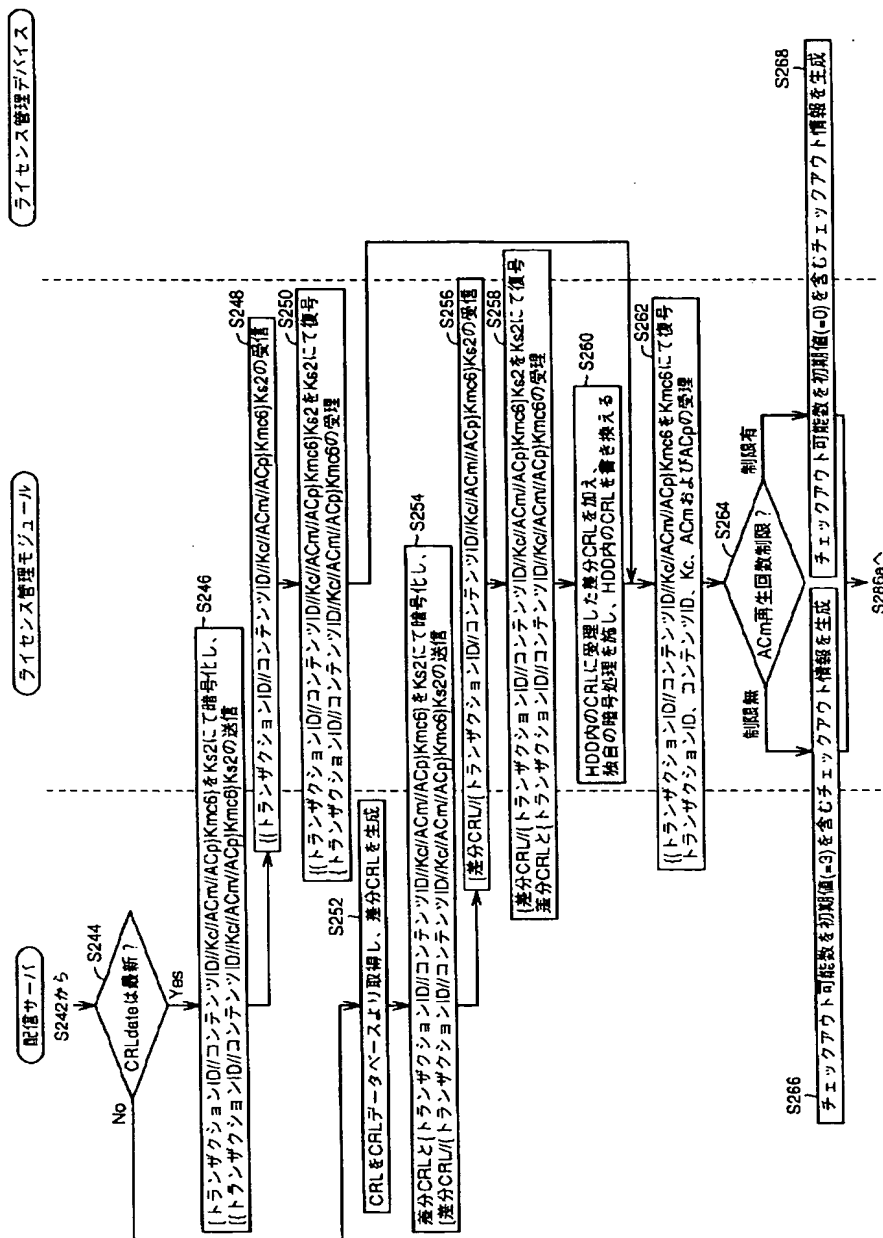 配信サーバ
ライセンス管理モジュール
ライセンス管理デバイス
S242から
S244
CRLdateは最新？
No
Yes
S246
{トランザクションID//コンテンツID//Kc//ACm//ACp}Kmc6}をKs2にて暗号化し、
{{トランザクションID//コンテンツID//Kc//ACm//ACp}Kmc6}Ks2の送信
S248
{{トランザクションID//コンテンツID//Kc//ACm//ACp}Kmc6}Ks2の受信
S250
{{トランザクションID//コンテンツID//Kc//ACm//ACp}Kmc6}Ks2をKs2にて復号
{トランザクションID//コンテンツID//Kc//ACm//ACp}Kmc6の受理
S252
CRLをCRLデータベースより取得し、差分CRLを生成
S254
差分CRLと{トランザクションID//コンテンツID//Kc//ACm//ACp}Kmc6}をKs2にて暗号化し、
{差分CRL//{トランザクションID//コンテンツID//Kc//ACm//ACp}Kmc6}Ks2の送信
S256
{差分CRL//{トランザクションID//コンテンツID//Kc//ACm//ACp}Kmc6}Ks2の受信
S258
{差分CRL//{トランザクションID//コンテンツID//Kc//ACm//ACp}Kmc6}Ks2をKs2にて復号
差分CRLと{トランザクションID//コンテンツID//Kc//ACm//ACp}Kmc6の受理
S260
HDD内のCRLに受理した差分CRLを加え、
独自の暗号処理を施し、HDD内のCRLを書き換える
S262
{{トランザクションID//コンテンツID//Kc//ACm//ACp}Kmc6をKmc6にて復号
トランザクションID、コンテンツID、Kc、ACmおよびACpの受理
S264
ACm再生回数制限？
制限無
制限有
S266
チェックアウト可能数を初期値(=3)を含むチェックアウト情報を生成
S268
チェックアウト可能数を初期値(=0)を含むチェックアウト情報を生成
S286aへ